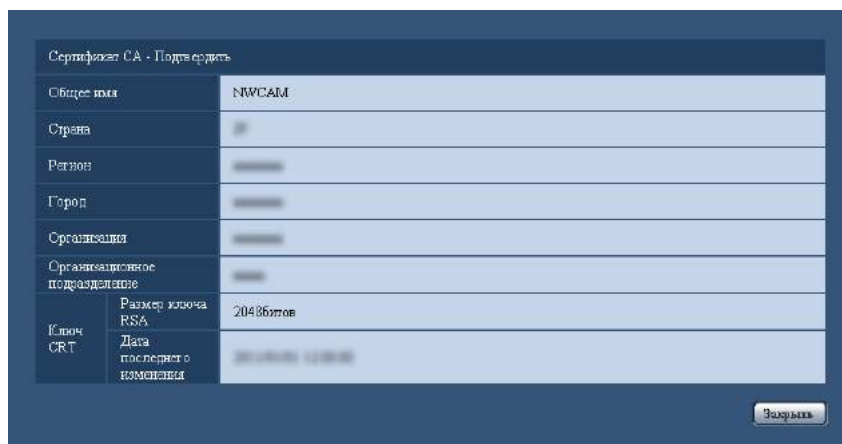 Сертификат CA - Подтвердить
Общее имя
NWCAM
Страна
Регион
Город
Организация
Организационное
подразделение
Ключ
CRT
Размер ключа
RSA
2048битов
Дата
последнего
изменения
Закрыть